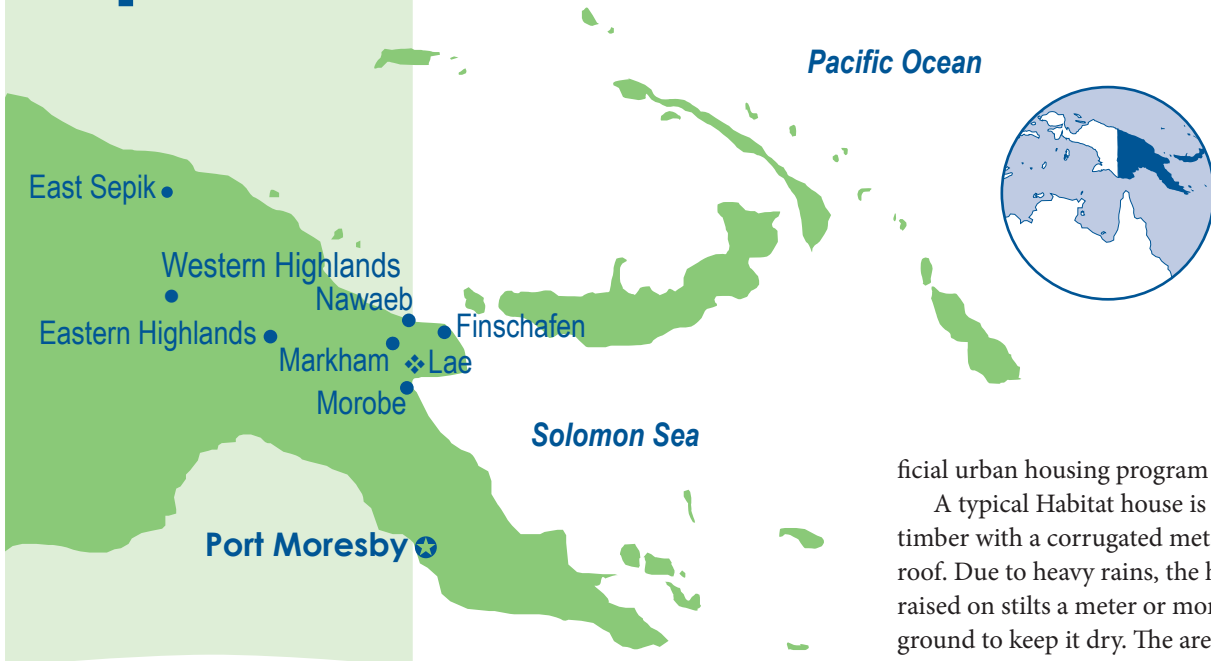 Pacific Ocean
East Sepik
Western Highlands
Nawaeb
Eastern Highlands
Finschafen
Markham
Lae
Morobe
Solomon Sea
Port Moresby
ficial urban housing program
A typical Habitat house is
timber with a corrugated met
roof. Due to heavy rains, the h
raised on stilts a meter or mor
ground to keep it dry. The are